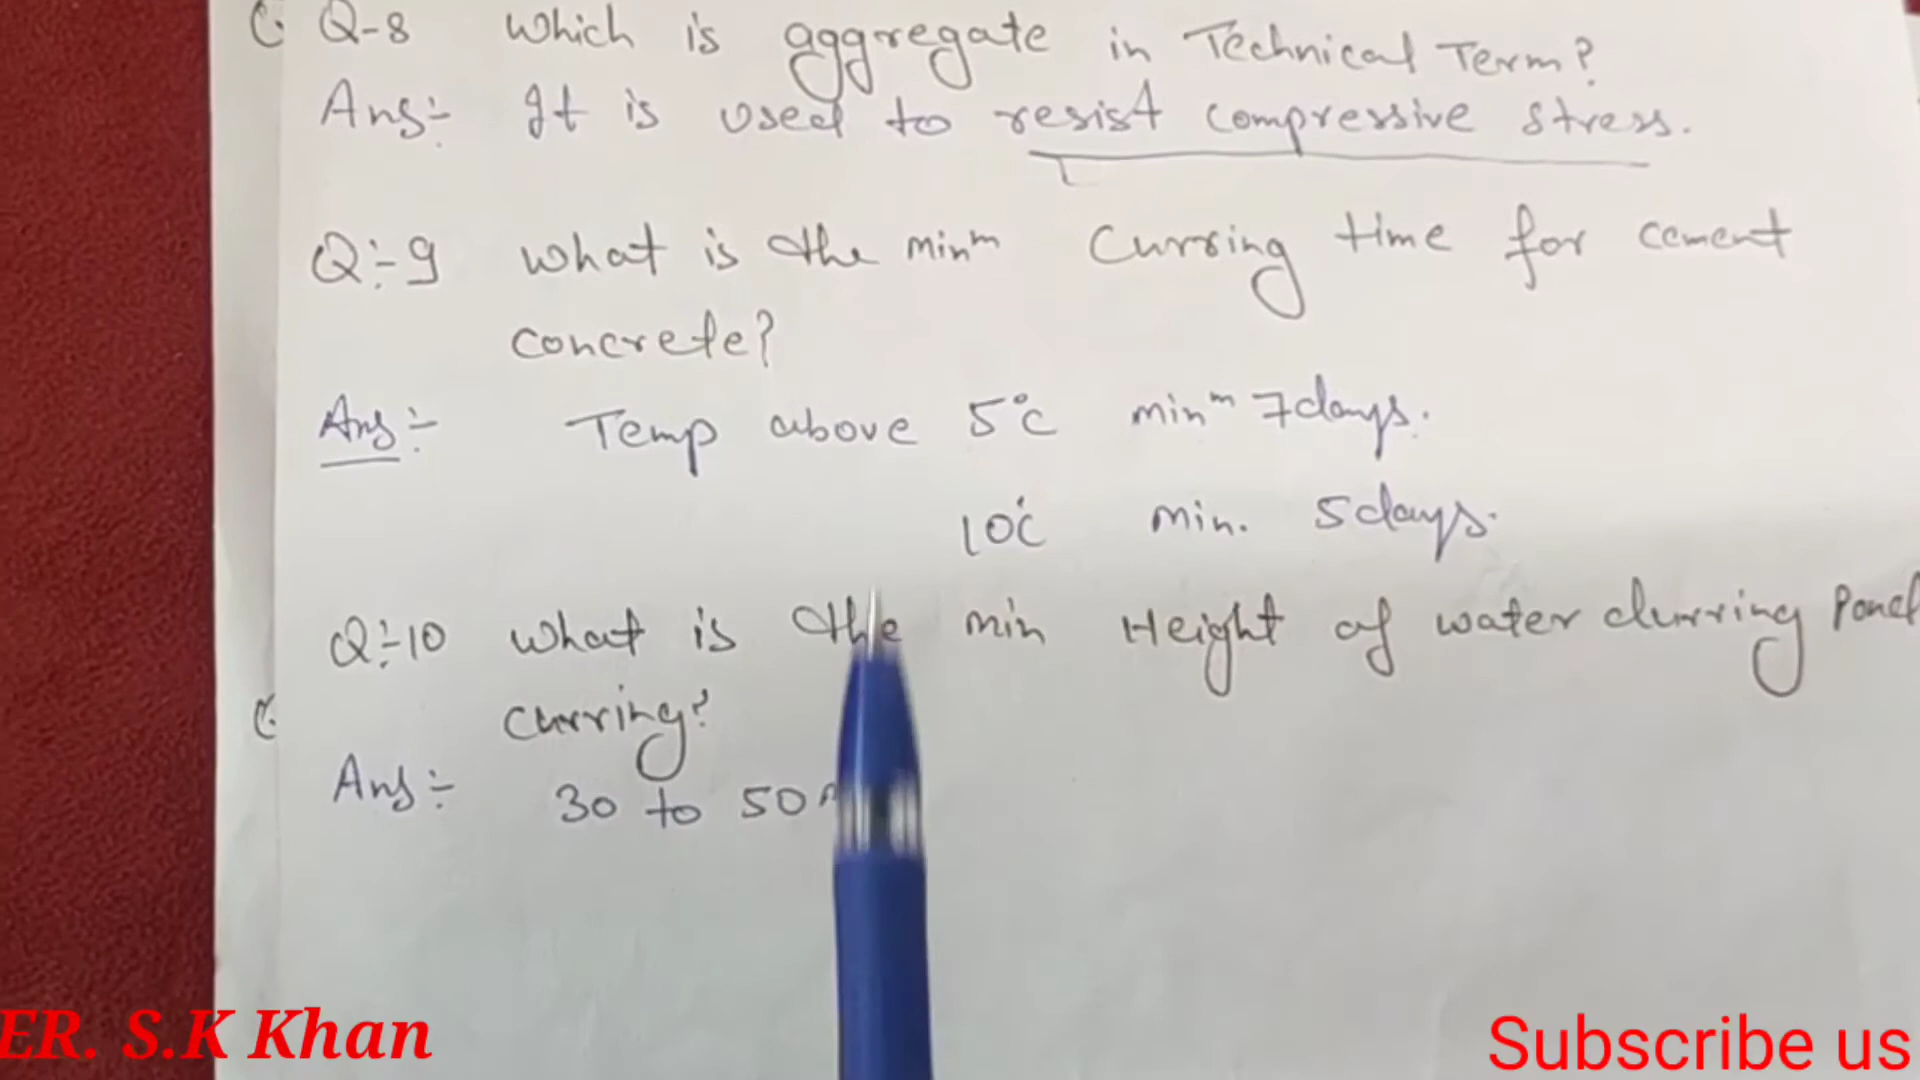 Q-8 Which is aggregate in Technical Term?
Ans:- It is used to resist compressive stress.
Q:-9 What is the minm Curring time for cement
concrete?
Ans:- Temp above 5°C minm 7days.
10°C min. 5days.
Q:-10 What is the min Height of water durring Pond
curring?
Ans:- 30 to 50
ER. S.K Khan
Subscribe us